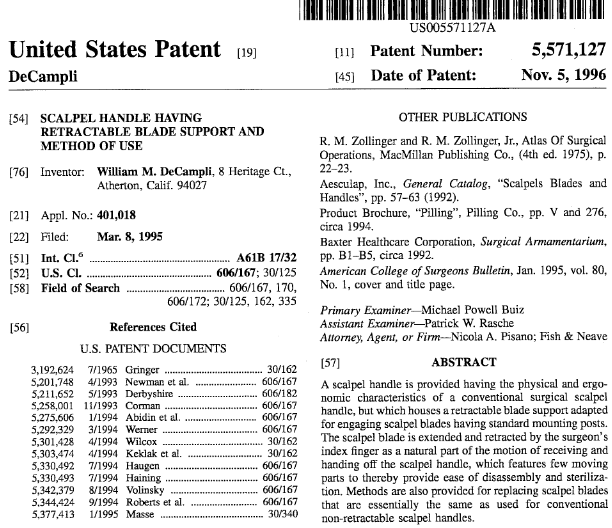 US005571127A
United States Patent [19]
DeCampli
[11] Patent Number: 5,571,127
[45] Date of Patent: Nov. 5, 1996
[54] SCALPEL HANDLE HAVING
RETRACTABLE BLADE SUPPORT AND
METHOD OF USE
[76] Inventor: William M. DeCampli, 8 Heritage Ct.,
Atherton, Calif. 94027
[21] Appl. No.: 401,018
[22] Filed: Mar. 8, 1995
[51] Int. Cl.6 .................................... A61B 17/32
[52] U.S. Cl. .................................... 606/167; 30/125
[58] Field of Search .................................... 606/167, 170,
606/172; 30/125, 162, 335
[56] References Cited
U.S. PATENT DOCUMENTS
3,192,624 7/1965 Gringer .................................... 30/162
5,201,748 4/1993 Newman et al. .................................... 606/167
5,211,652 5/1993 Derbyshire .................................... 606/182
5,258,001 11/1993 Corman .................................... 606/167
5,275,606 1/1994 Abidin et al. .................................... 606/167
5,292,329 3/1994 Werner .................................... 606/167
5,301,428 4/1994 Wilcox .................................... 30/162
5,303,474 4/1994 Keklak et al. .................................... 30/162
5,330,492 7/1994 Haugen .................................... 606/167
5,330,493 7/1994 Haining .................................... 606/167
5,342,379 8/1994 Volinsky .................................... 606/167
5,344,424 9/1994 Roberts et al. .................................... 606/167
5,377,413 1/1995 Masse .................................... 30/340
OTHER PUBLICATIONS
R. M. Zollinger and R. M. Zollinger, Jr., Atlas Of Surgical
Operations, MacMillan Publishing Co., (4th ed. 1975), p.
22–23.
Aesculap, Inc., General Catalog, “Scalpels Blades and
Handles”, pp. 57–63 (1992).
Product Brochure, “Pilling”, Pilling Co., pp. V and 276,
circa 1994.
Baxter Healthcare Corporation, Surgical Armamentarium,
pp. B1–B5, circa 1992.
American College of Surgeons Bulletin, Jan. 1995, vol. 80,
No. 1, cover and title page.
Primary Examiner—Michael Powell Buiz
Assistant Examiner—Patrick W. Rasche
Attorney, Agent, or Firm—Nicola A. Pisano; Fish & Neave
[57] ABSTRACT
A scalpel handle is provided having the physical and ergo-
nomic characteristics of a conventional surgical scalpel
handle, but which houses a retractable blade support adapted
for engaging scalpel blades having standard mounting posts.
The scalpel blade is extended and retracted by the surgeon's
index finger as a natural part of the motion of receiving and
handing off the scalpel handle, which features few moving
parts to thereby provide ease of disassembly and steriliza-
tion. Methods are also provided for replacing scalpel blades
that are essentially the same as used for conventional
non-retractable scalpel handles.